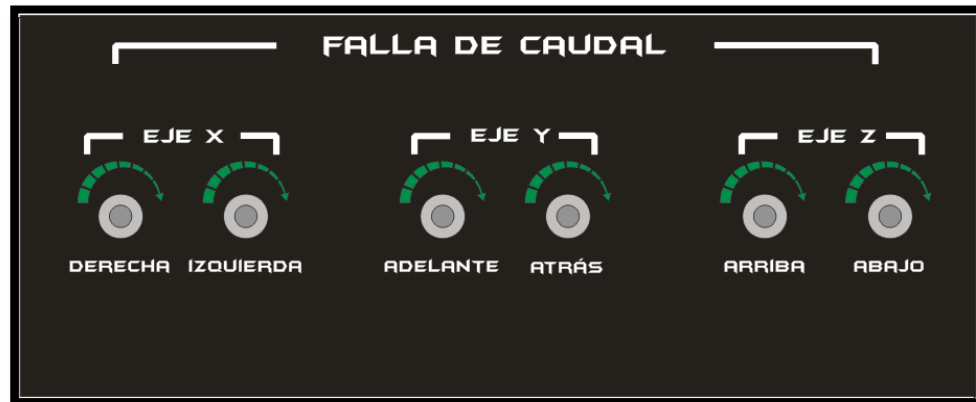 FALLA DE CAUDAL
EJE X EJE Y EJE Z
DERECHA IZQUIERDA ADELANTE ATRÁS ARRIBA ABAJO